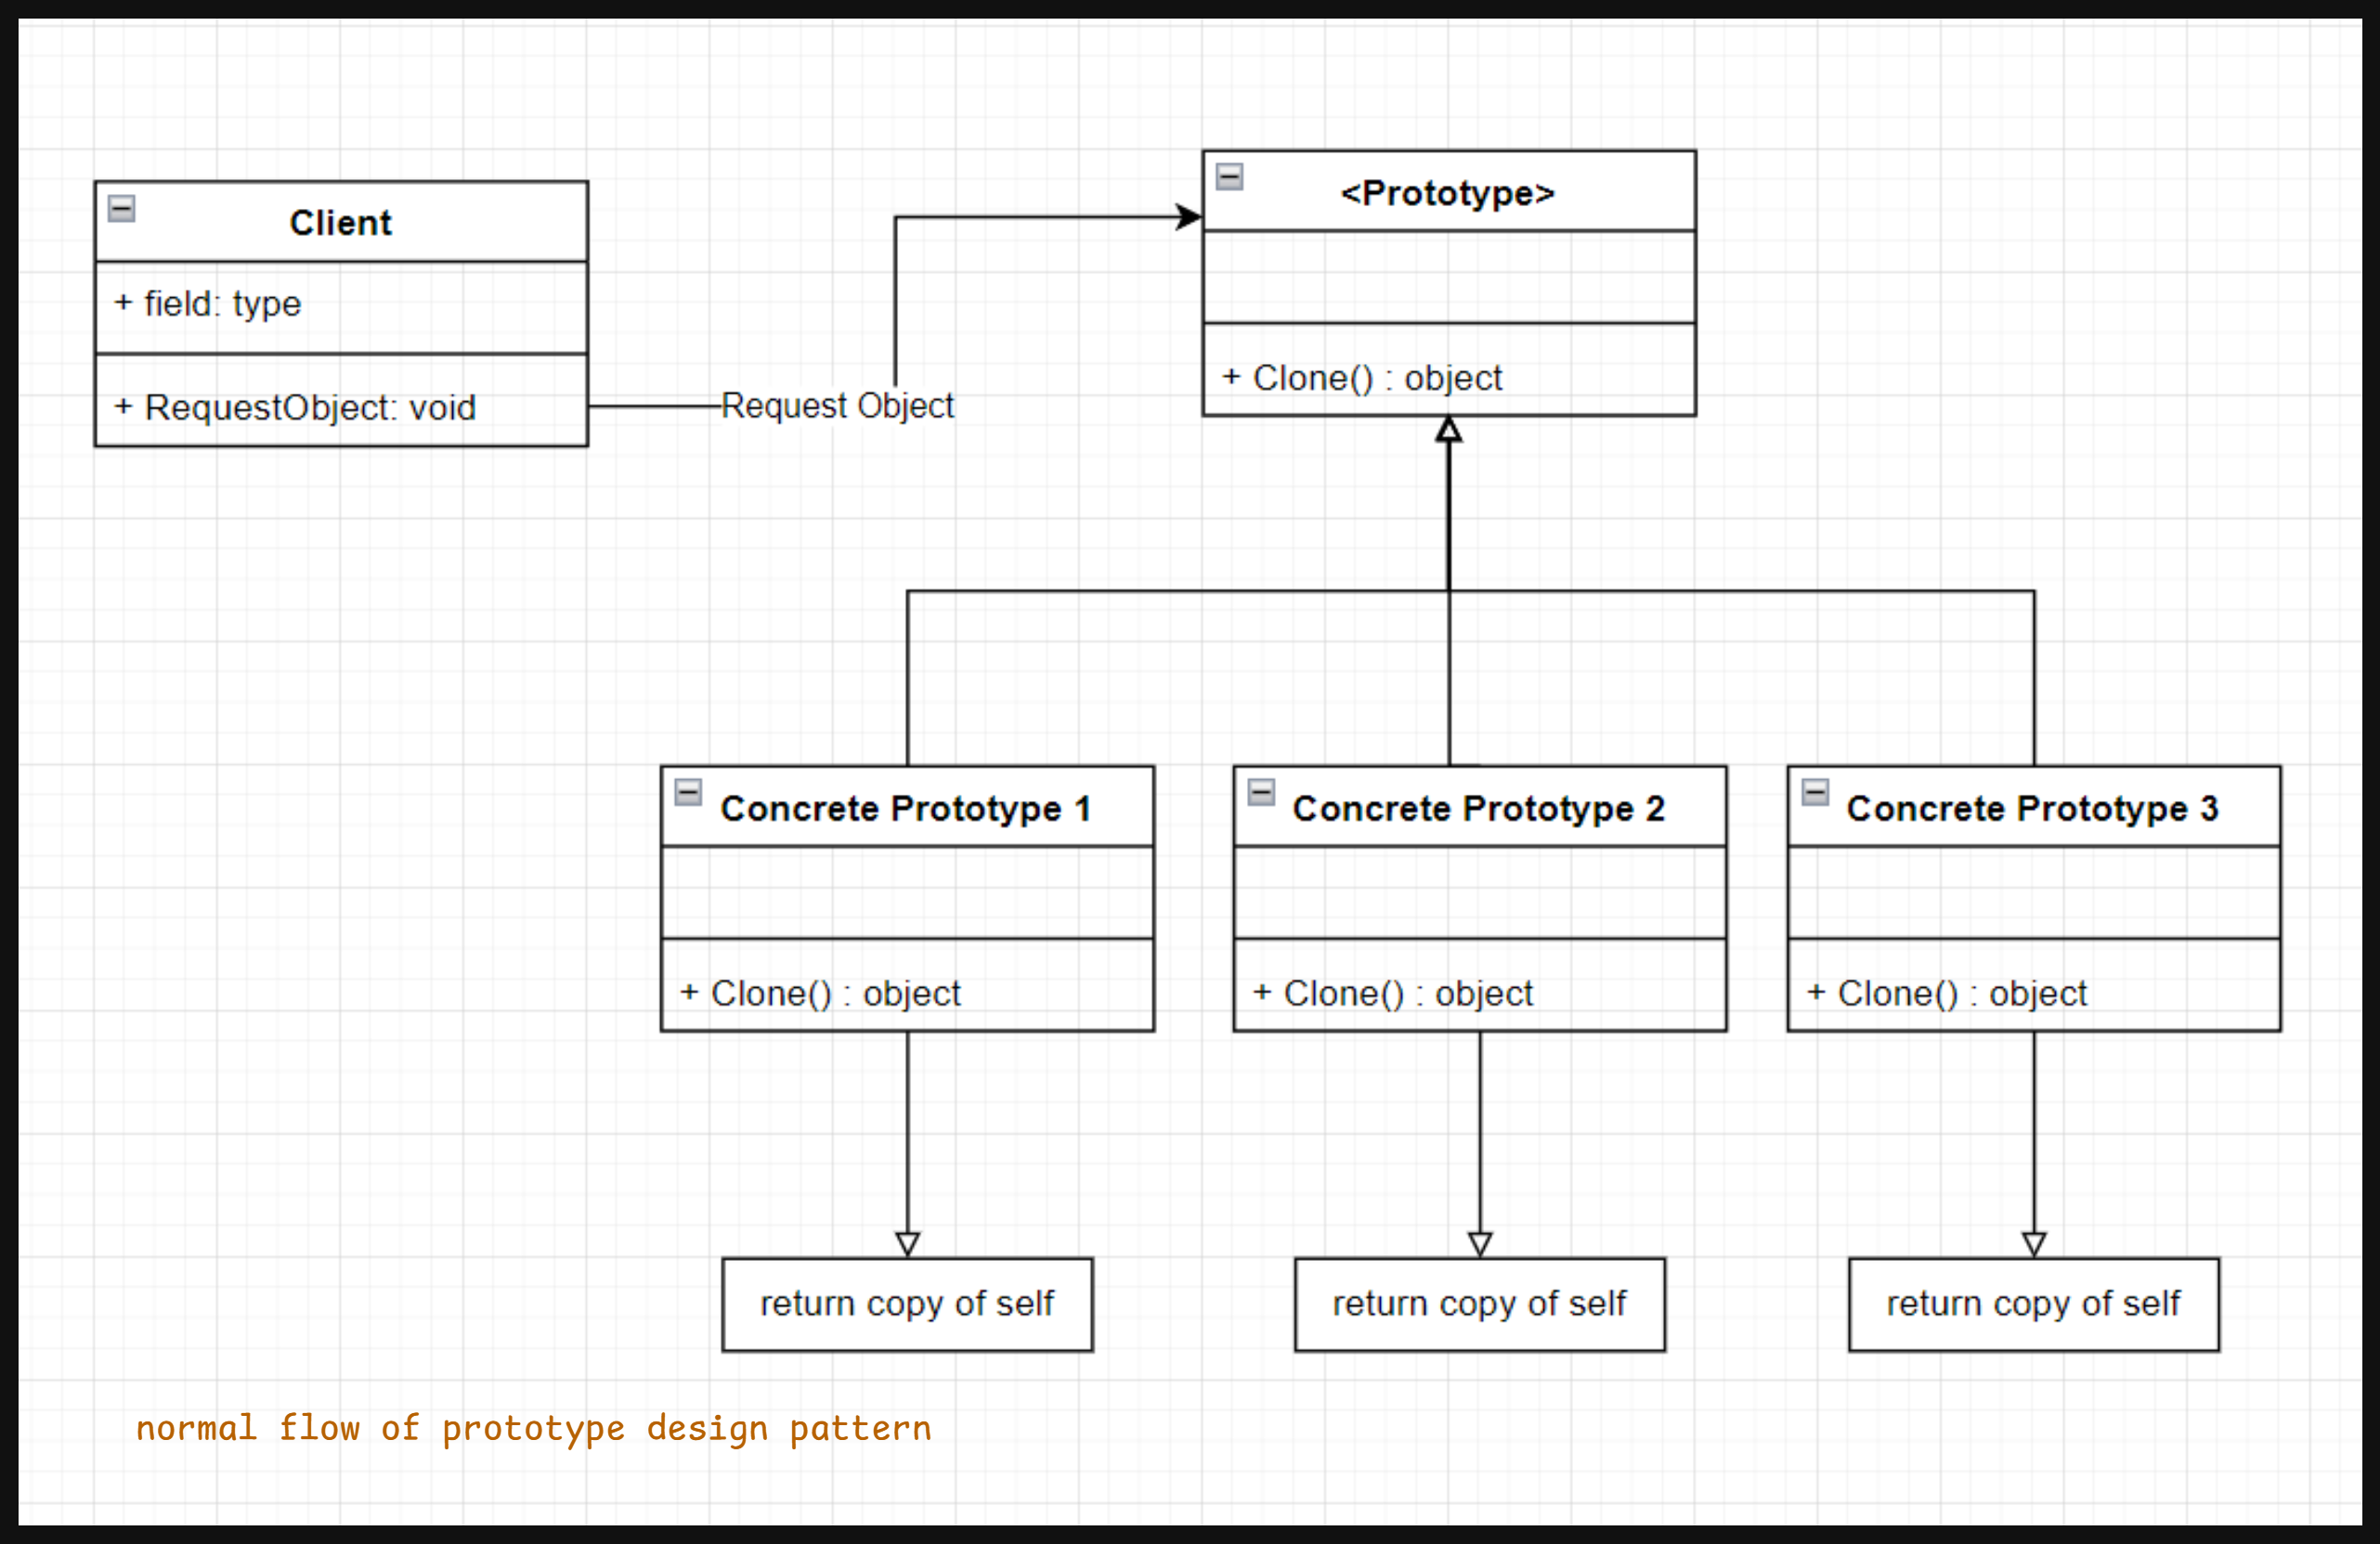 Client
+ field: type
+ RequestObject: void
Request Object
<Prototype>
+ Clone() : object
Concrete Prototype 1
+ Clone() : object
Concrete Prototype 2
+ Clone() : object
Concrete Prototype 3
+ Clone() : object
return copy of self
return copy of self
return copy of self
normal flow of prototype design pattern